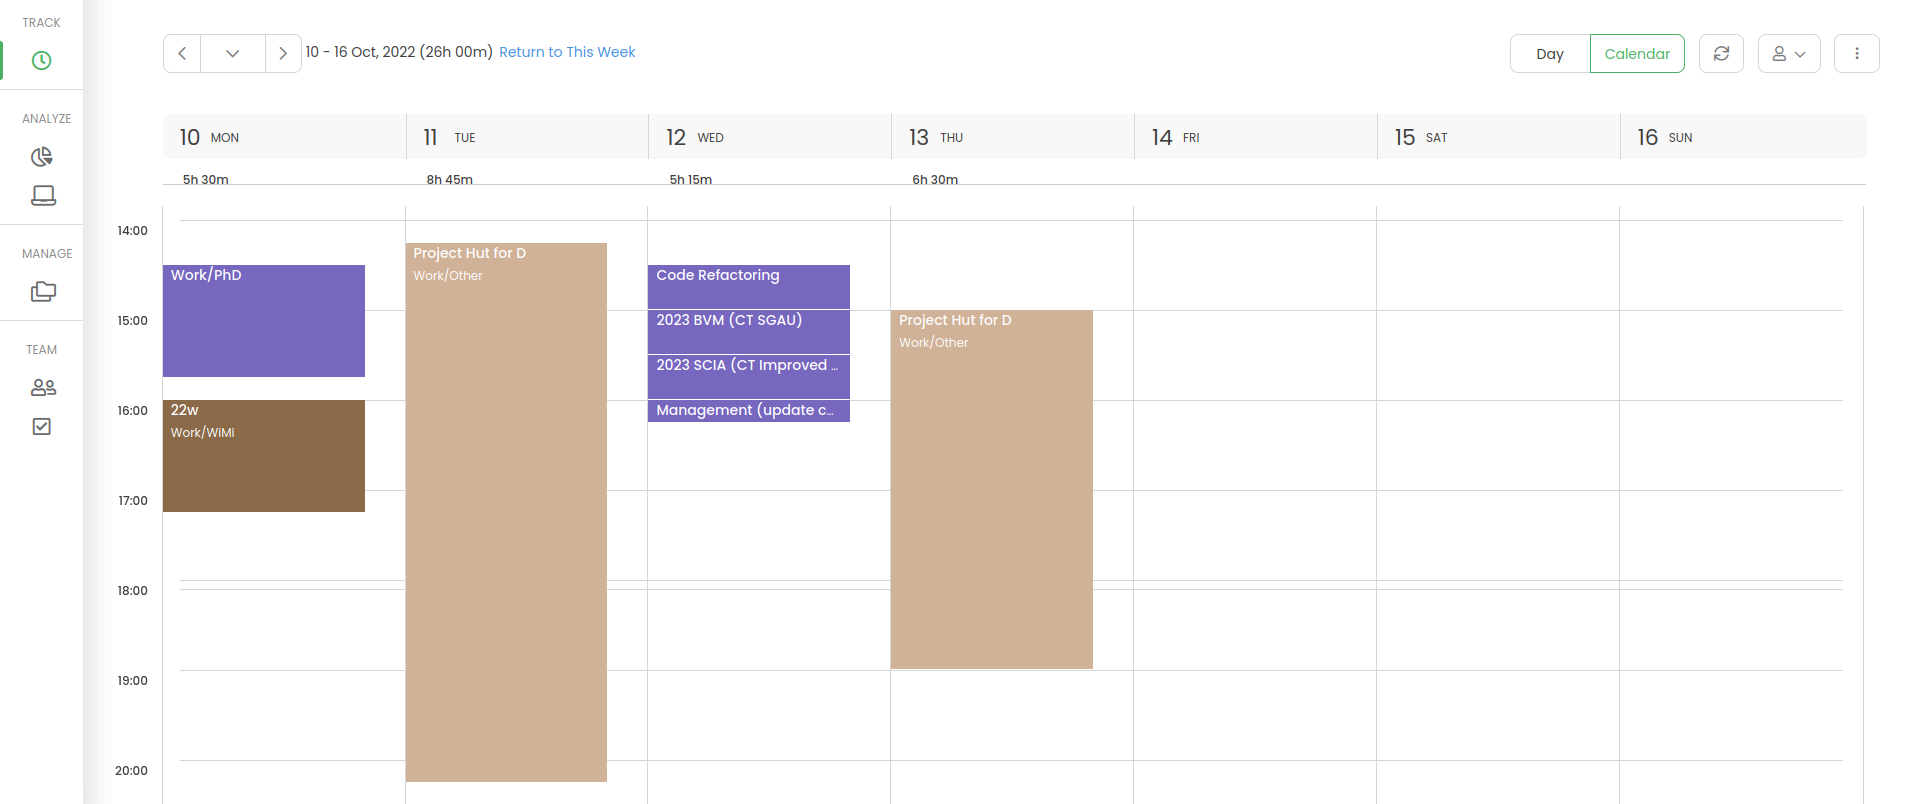 TRACK
ANALYZE
MANAGE
TEAM
10 - 16 Oct, 2022 (26h 00m) Return to This Week
Day
Calendar
10 MON
11 TUE
12 WED
13 THU
14 FRI
15 SAT
16 SUN
5h 30m
8h 45m
5h 15m
6h 30m
14:00
15:00
16:00
17:00
18:00
19:00
20:00
Work/PhD
22w
Work/WiMi
Project Hut for D
Work/Other
Code Refactoring
2023 BVM (CT SGAU)
2023 SCIA (CT Improved ...
Management (update c...
Project Hut for D
Work/Other